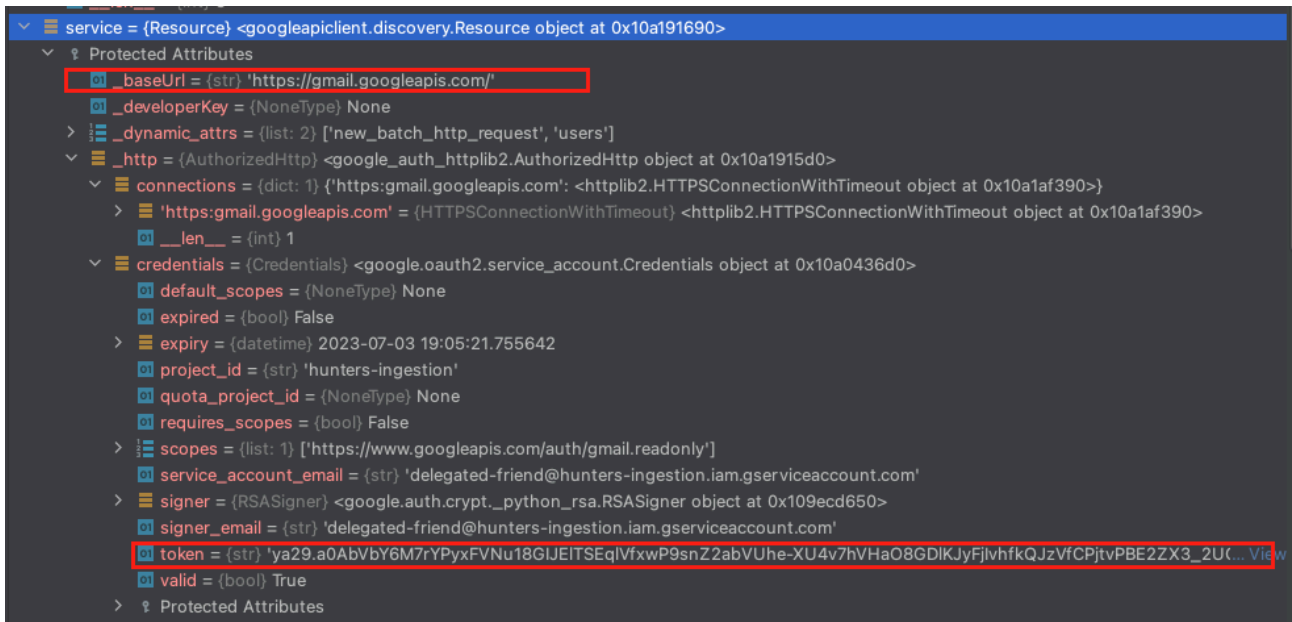 service = {Resource} <googleapiclient.discovery.Resource object at 0x10a191690>
Protected Attributes
_baseUrl = {str} 'https://gmail.googleapis.com/'
_developerKey = {NoneType} None
_dynamic_attrs = {list: 2} ['new_batch_http_request', 'users']
_http = {AuthorizedHttp} <google_auth_httplib2.AuthorizedHttp object at 0x10a1915d0>
connections = {dict: 1} {'https:gmail.googleapis.com': <httplib2.HTTPSConnectionWithTimeout object at 0x10a1af390>}
'https:gmail.googleapis.com' = {HTTPSConnectionWithTimeout} <httplib2.HTTPSConnectionWithTimeout object at 0x10a1af390>
__len__ = {int} 1
credentials = {Credentials} <google.oauth2.service_account.Credentials object at 0x10a0436d0>
default_scopes = {NoneType} None
expired = {bool} False
expiry = {datetime} 2023-07-03 19:05:21.755642
project_id = {str} 'hunters-ingestion'
quota_project_id = {NoneType} None
requires_scopes = {bool} False
scopes = {list: 1} ['https://www.googleapis.com/auth/gmail.readonly']
service_account_email = {str} 'delegated-friend@hunters-ingestion.iam.gserviceaccount.com'
signer = {RSASigner} <google.auth.crypt._python_rsa.RSASigner object at 0x109ecd650>
signer_email = {str} 'delegated-friend@hunters-ingestion.iam.gserviceaccount.com'
token = {str} ... View
valid = {bool} True
Protected Attributes